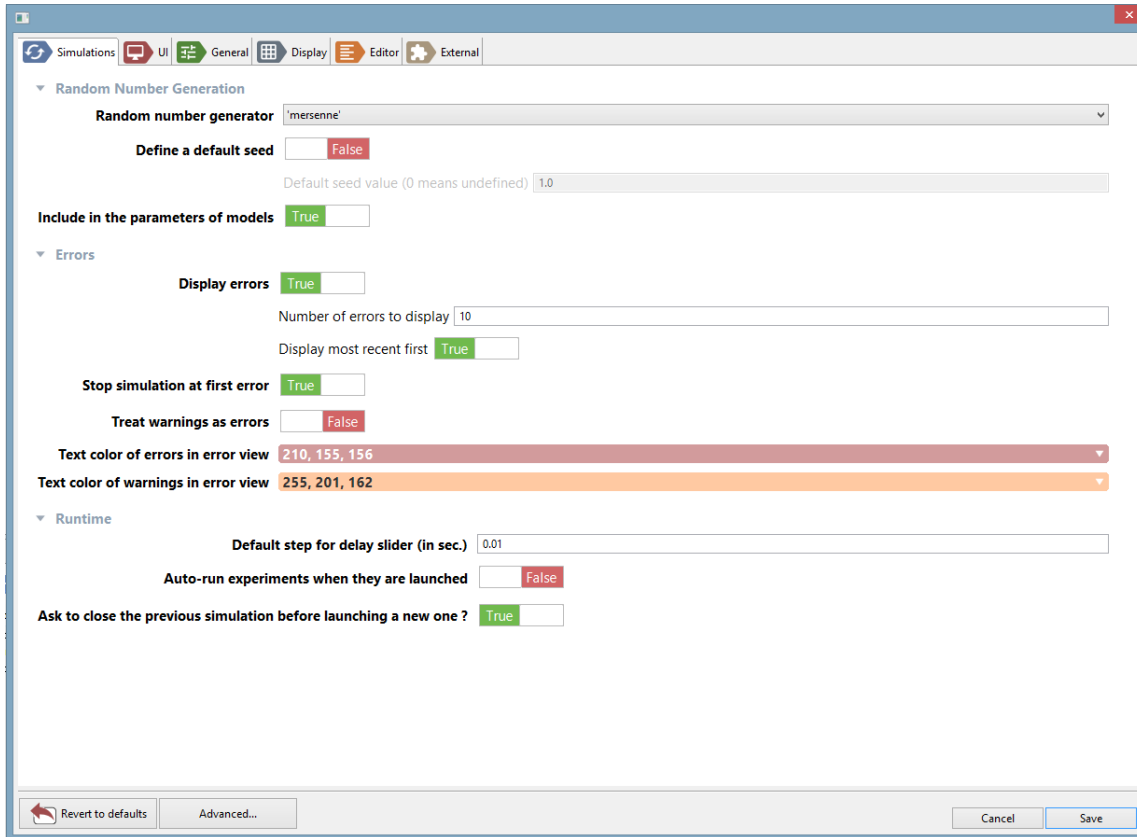 Simulations UI General Display Editor External
Random Number Generation
Random number generator 'mersenne'
Define a default seed False
Default seed value (0 means undefined) 1.0
Include in the parameters of models True
Errors
Display errors True
Number of errors to display 10
Display most recent first True
Stop simulation at first error True
Treat warnings as errors False
Text color of errors in error view 210, 155, 156
Text color of warnings in error view 255, 201, 162
Runtime
Default step for delay slider (in sec.) 0.01
Auto-run experiments when they are launched False
Ask to close the previous simulation before launching a new one ? True
Revert to defaults Advanced... Cancel Save